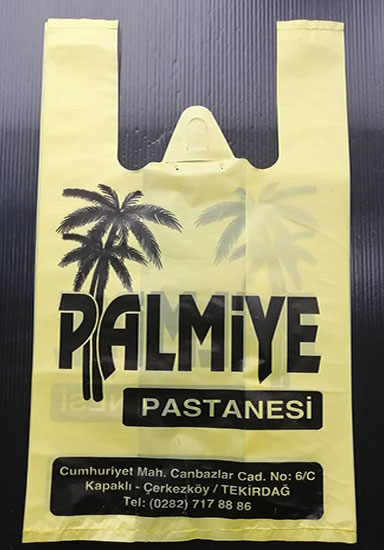 PALMiYE
PASTANESİ
Cumhuriyet Mah. Canbazlar Cad. No: 6/C
Kapaklı - Çerkezköy / TEKİRDAĞ
Tel: (0282) 717 88 86